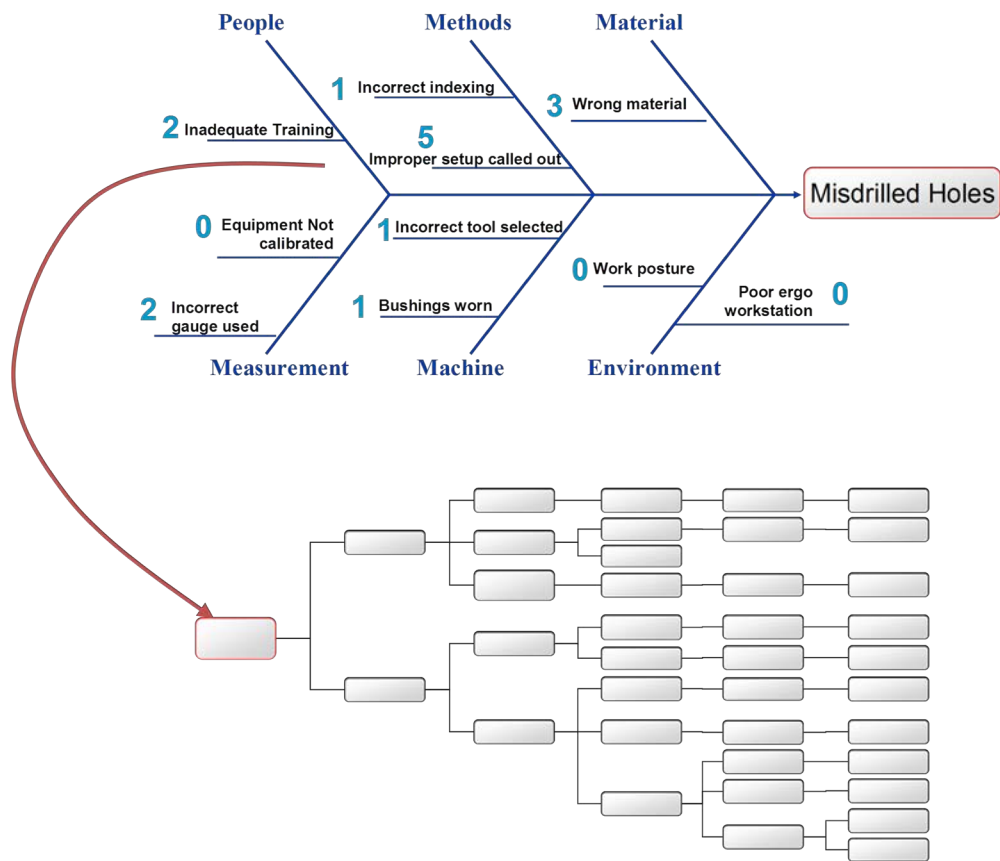 People
Methods
Material
1 Incorrect indexing
3 Wrong material
2 Inadequate Training
5
Improper setup called out
Misdrilled Holes
0 Equipment Not
calibrated
1 Incorrect tool selected
0 Work posture
Poor ergo
workstation 0
2 Incorrect
gauge used
1 Bushings worn
Measurement
Machine
Environment